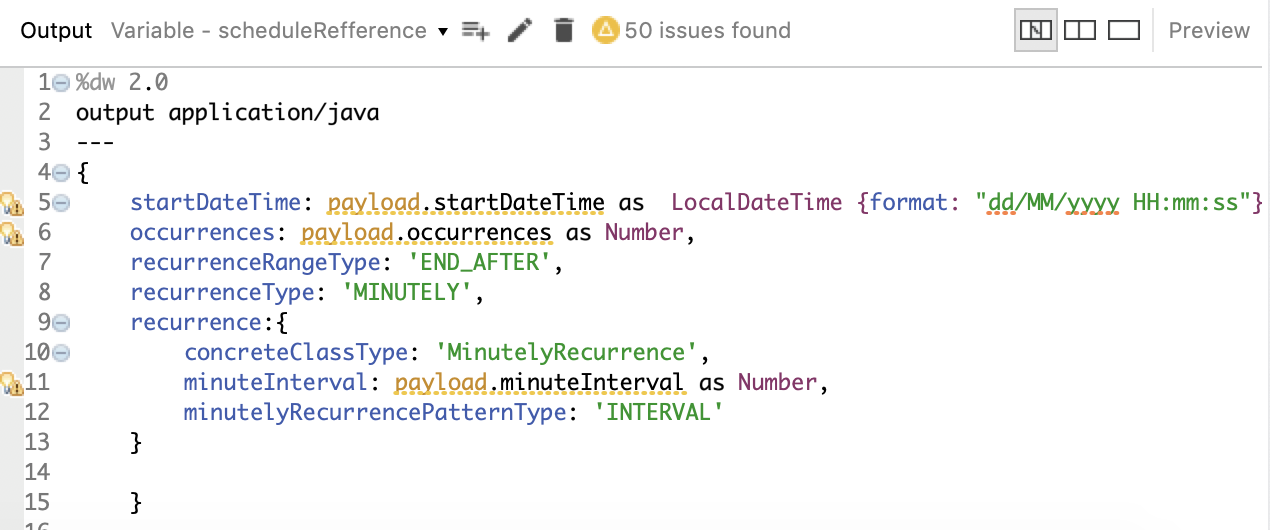 Output Variable - scheduleRefference 50 issues found Preview
1 %dw 2.0
2 output application/java
3 ---
4 {
5 startDateTime: payload.startDateTime as  LocalDateTime {format: "dd/MM/yyyy HH:mm:ss"}
6 occurrences: payload.occurrences as Number,
7 recurrenceRangeType: 'END_AFTER',
8 recurrenceType: 'MINUTELY',
9 recurrence:{
10 concreteClassType: 'MinutelyRecurrence',
11 minuteInterval: payload.minuteInterval as Number,
12 minutelyRecurrencePatternType: 'INTERVAL'
13 }
14
15 }
16